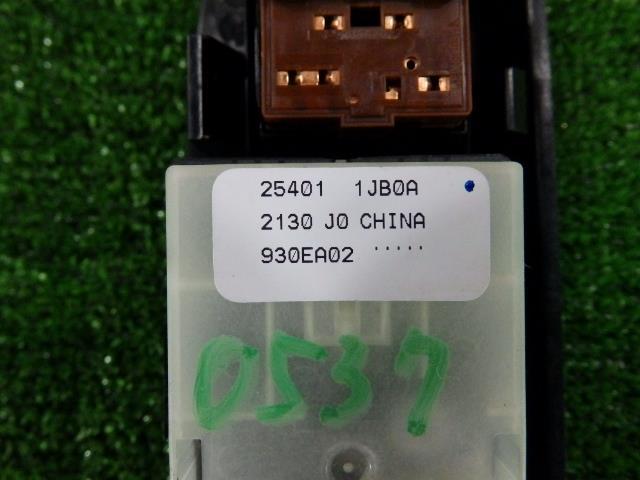 25401 1JB0A
2130 J0 CHINA
930EA02 .....
0537